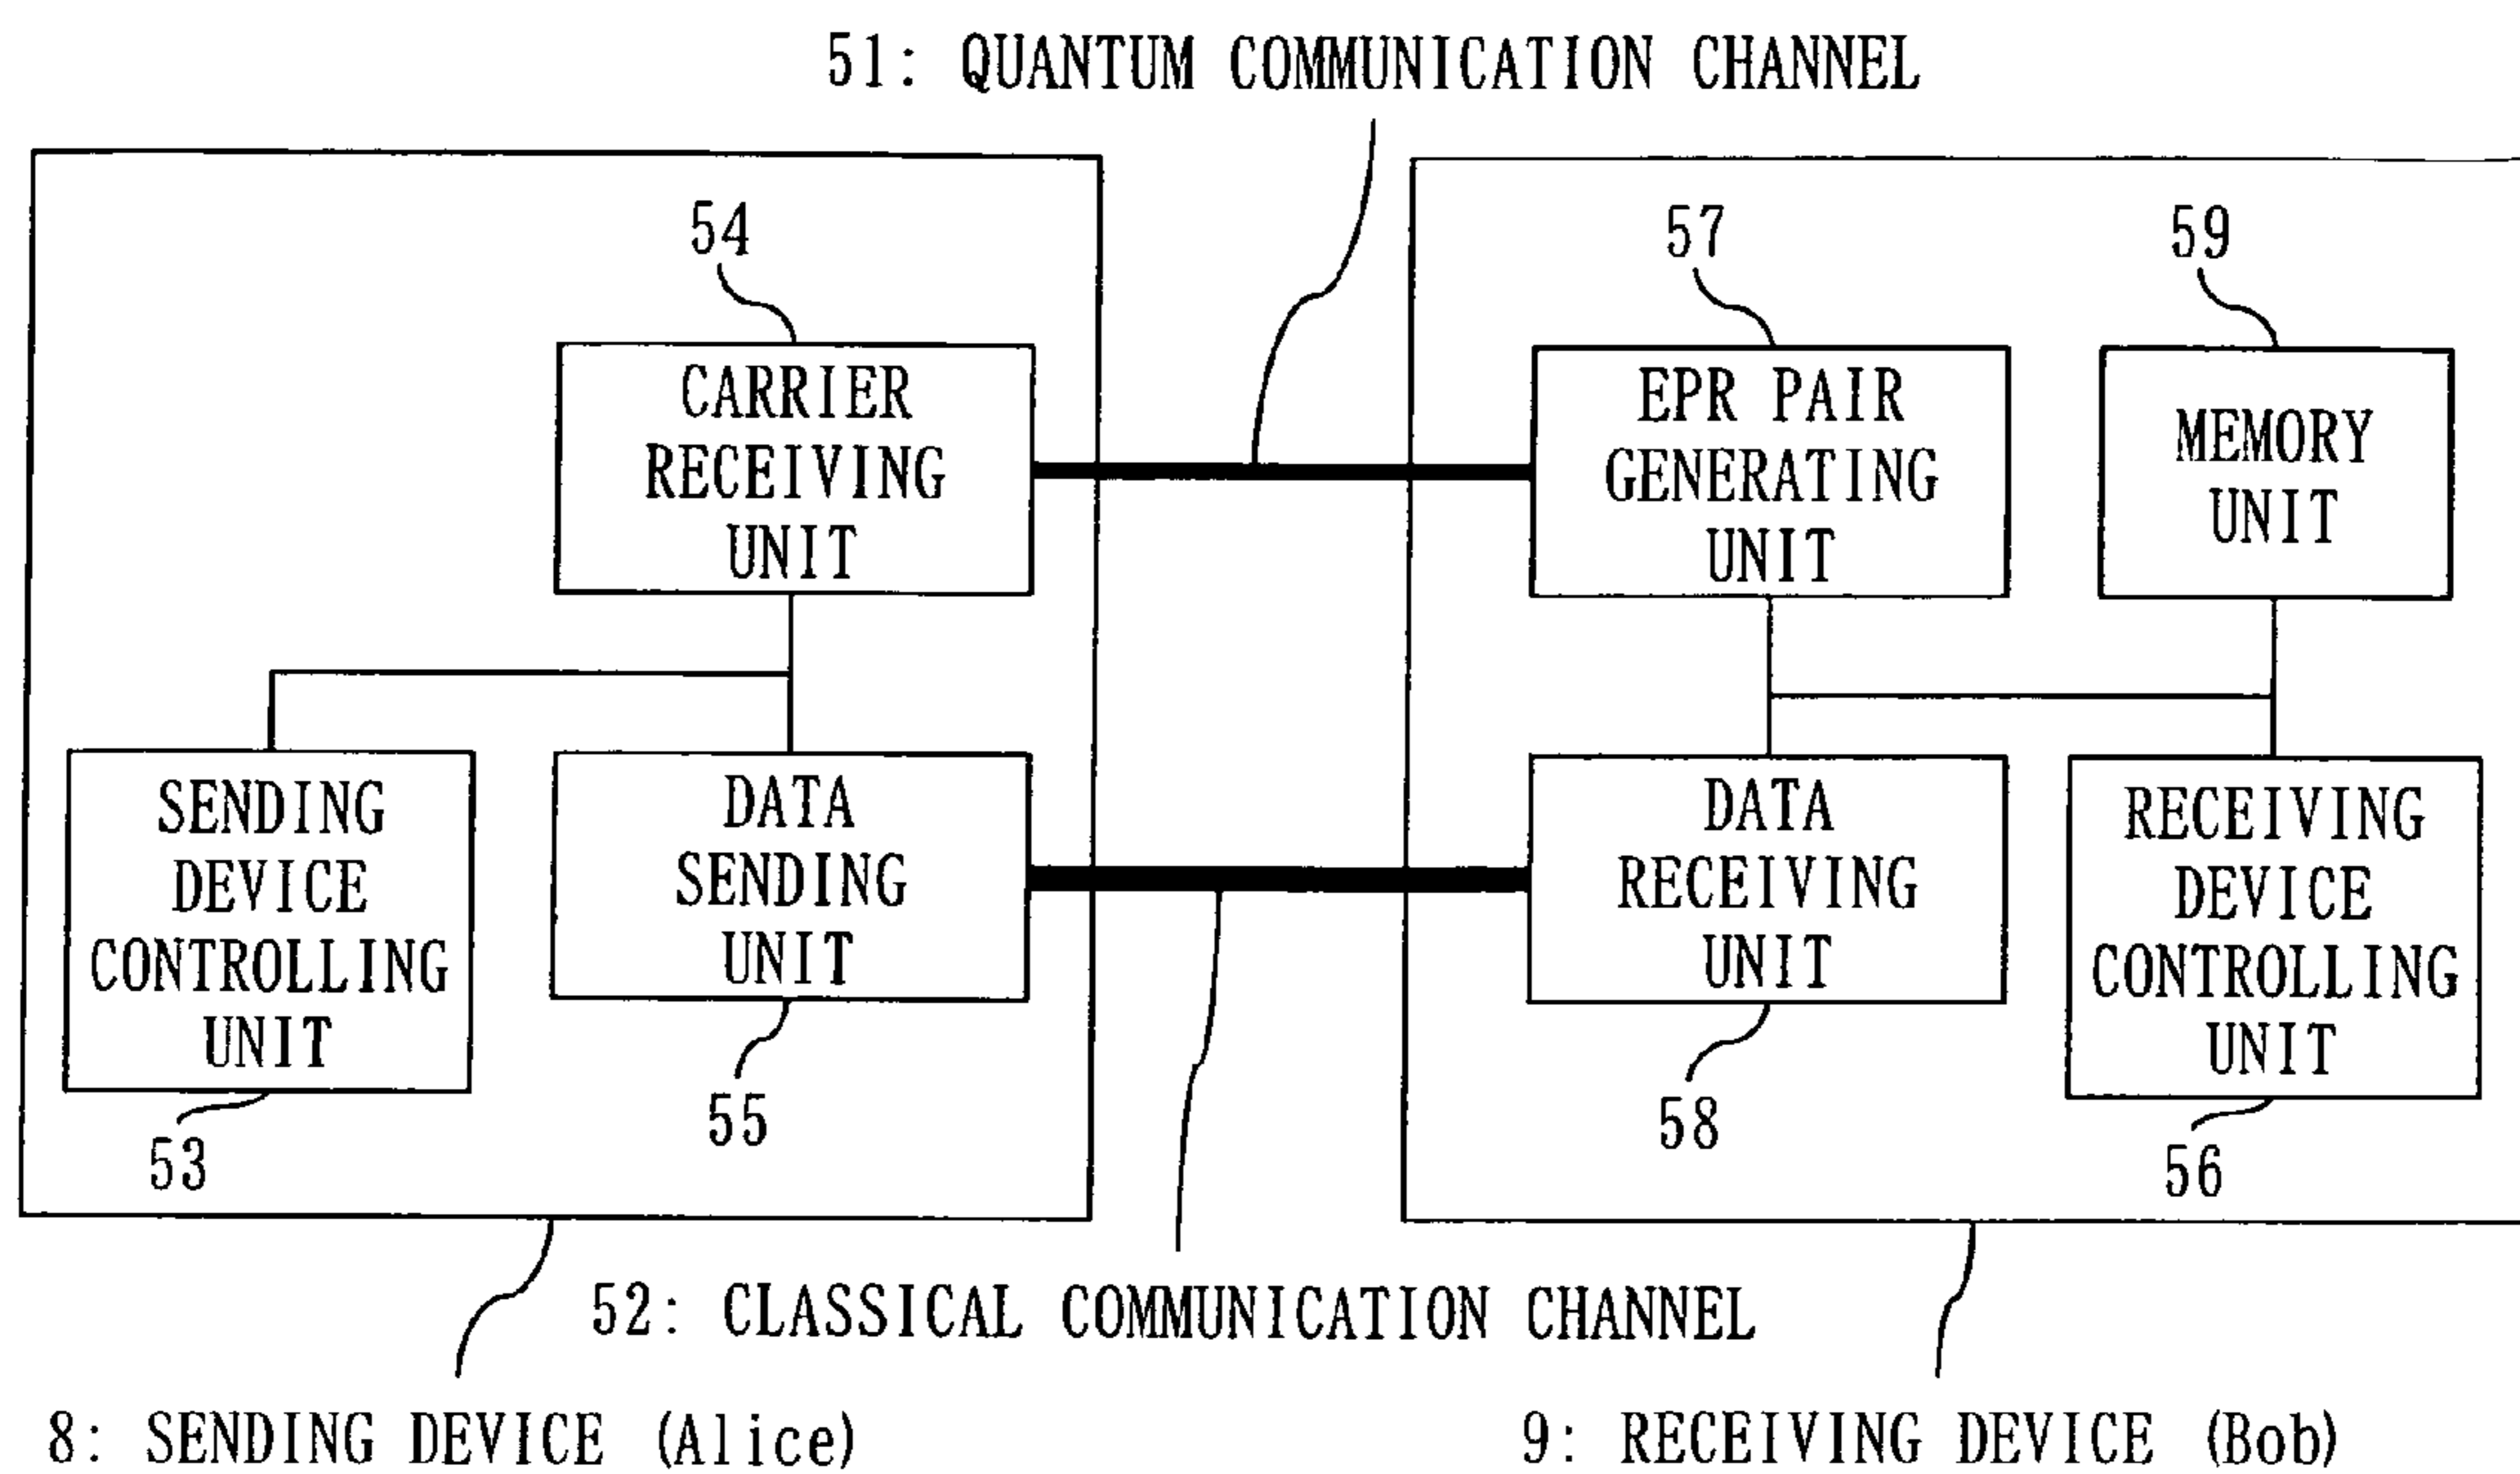 51: QUANTUM COMMUNICATION CHANNEL
54
57
59
CARRIER
RECEIVING
UNIT
EPR PAIR
GENERATING
UNIT
MEMORY
UNIT
SENDING
DEVICE
CONTROLLING
UNIT
DATA
SENDING
UNIT
DATA
RECEIVING
UNIT
RECEIVING
DEVICE
CONTROLLING
UNIT
53
55
58
56
52: CLASSICAL COMMUNICATION CHANNEL
8: SENDING DEVICE (Alice)
9: RECEIVING DEVICE (Bob)